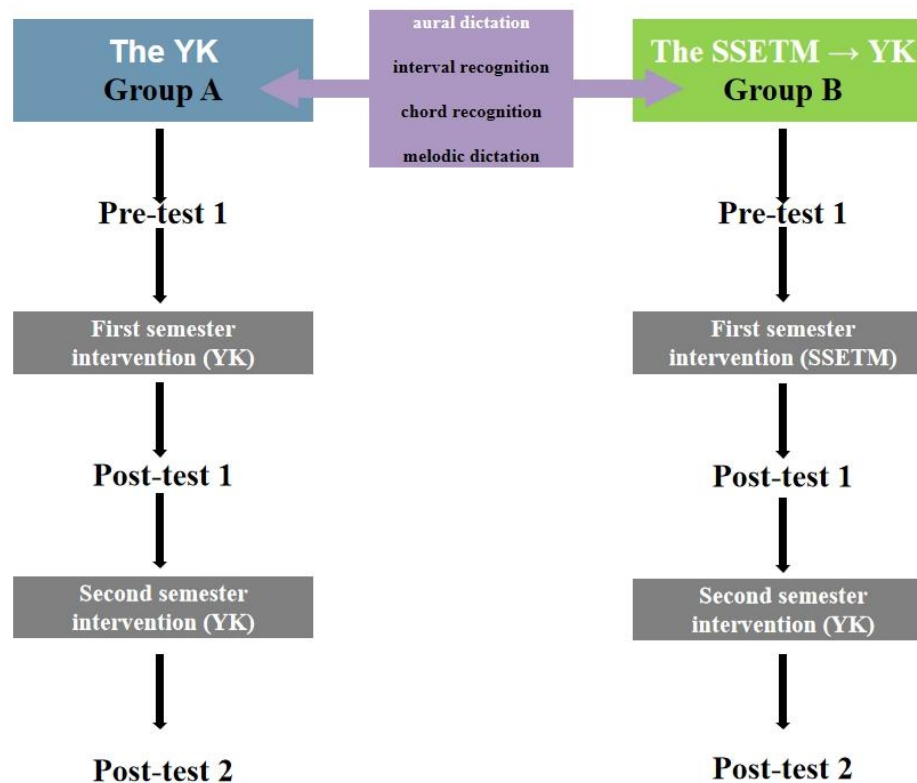 The YK
Group A
aural dictation
interval recognition
chord recognition
melodic dictation
The SSETM → YK
Group B
Pre-test 1
Pre-test 1
First semester
intervention (YK)
First semester
intervention (SSETM)
Post-test 1
Post-test 1
Second semester
intervention (YK)
Second semester
intervention (YK)
Post-test 2
Post-test 2